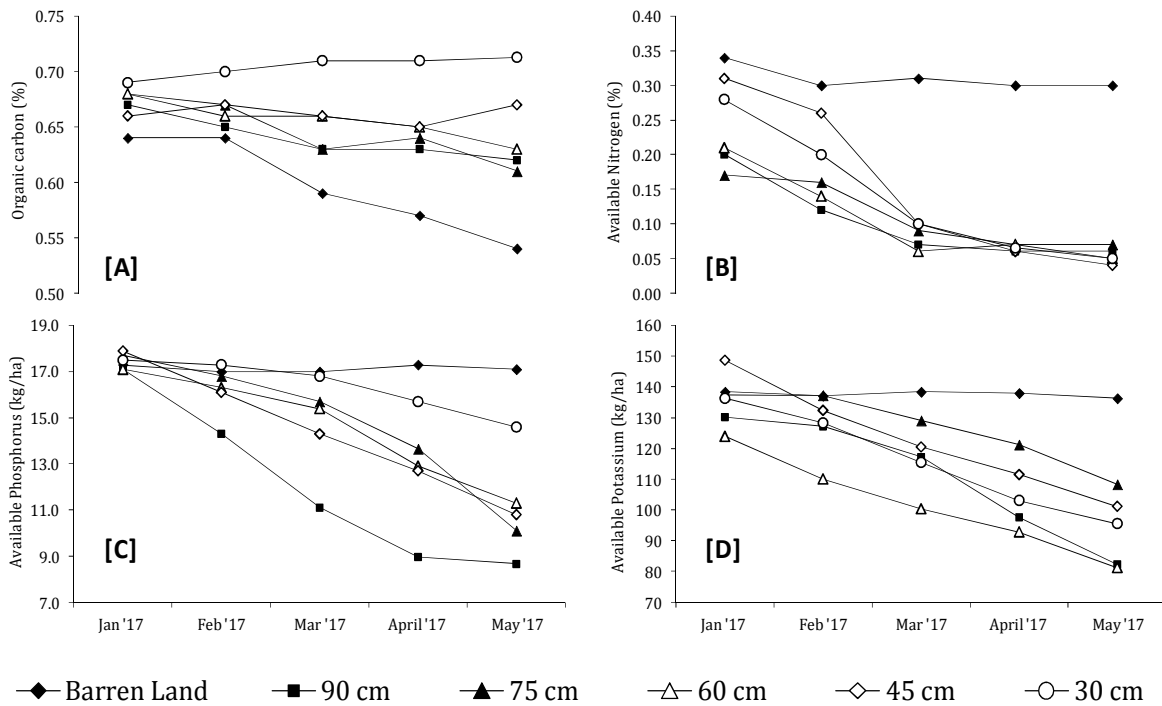 0.75
0.70
0.65
0.60
0.55
0.50
Organic carbon (%)
[A]
0.40
0.35
0.30
0.25
0.20
0.15
0.10
0.05
0.00
Available Nitrogen (%)
[B]
19.0
17.0
15.0
13.0
11.0
9.0
7.0
Available Phosphorus (kg/ha)
[C]
Jan '17 Feb '17 Mar '17 April '17 May '17
160
150
140
130
120
110
100
90
80
70
Available Potassium (kg/ha)
[D]
Jan '17 Feb '17 Mar '17 April '17 May '17
Barren Land 90 cm 75 cm 60 cm 45 cm 30 cm